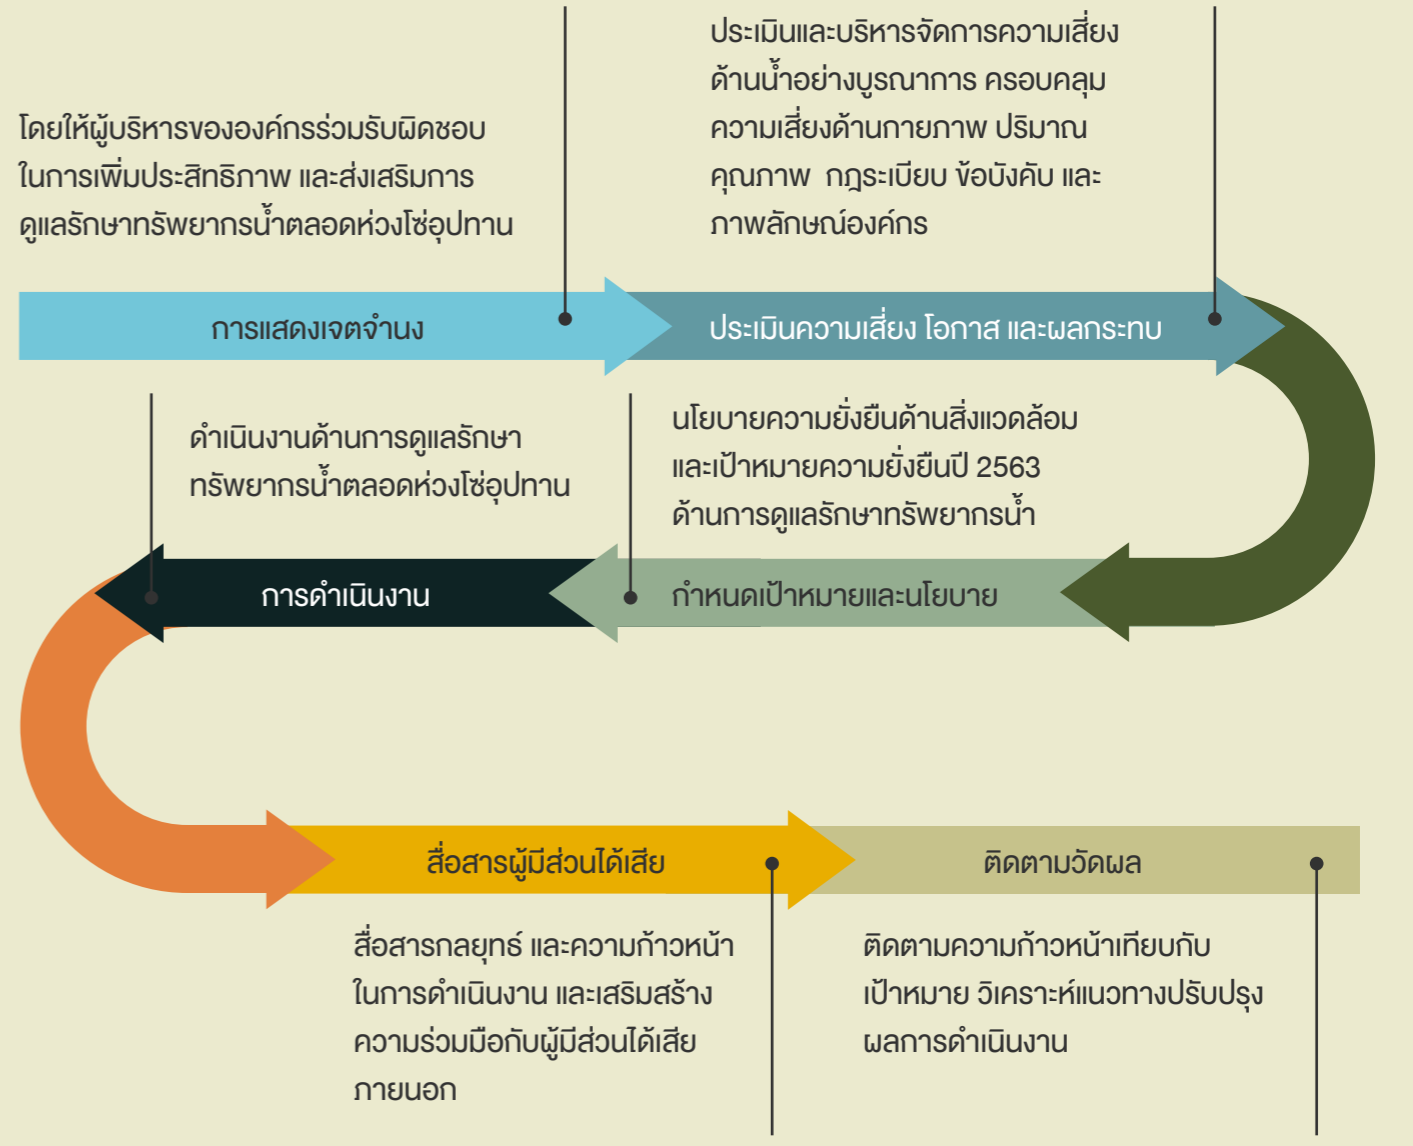 โดยให้ผู้บริหารขององค์กรร่วมรับผิดชอบ
ในการเพิ่มประสิทธิภาพ และส่งเสริมการ
ดูแลรักษาทรัพยากรน้ำตลอดห่วงโซ่อุปทาน
ประเมินและบริหารจัดการความเสี่ยง
ด้านน้ำอย่างบูรณาการ ครอบคลุม
ความเสี่ยงด้านกายภาพ ปริมาณ
คุณภาพ กฎระเบียบ ข้อบังคับ และ
ภาพลักษณ์องค์กร
การแสดงเจตจำนง
ประเมินความเสี่ยง โอกาส และผลกระทบ
นโยบายความยั่งยืนด้านสิ่งแวดล้อม
และเป้าหมายความยั่งยืนปี 2563
ด้านการดูแลรักษาทรัพยากรน้ำ
กำหนดเป้าหมายและนโยบาย
ดำเนินงานด้านการดูแลรักษา
ทรัพยากรน้ำตลอดห่วงโซ่อุปทาน
การดำเนินงาน
สื่อสารผู้มีส่วนได้เสีย
สื่อสารกลยุทธ์ และความก้าวหน้า
ในการดำเนินงาน และเสริมสร้าง
ความร่วมมือกับผู้มีส่วนได้เสีย
ภายนอก
ติดตามวัดผล
ติดตามความก้าวหน้าเทียบกับ
เป้าหมาย วิเคราะห์แนวทางปรับปรุง
ผลการดำเนินงาน